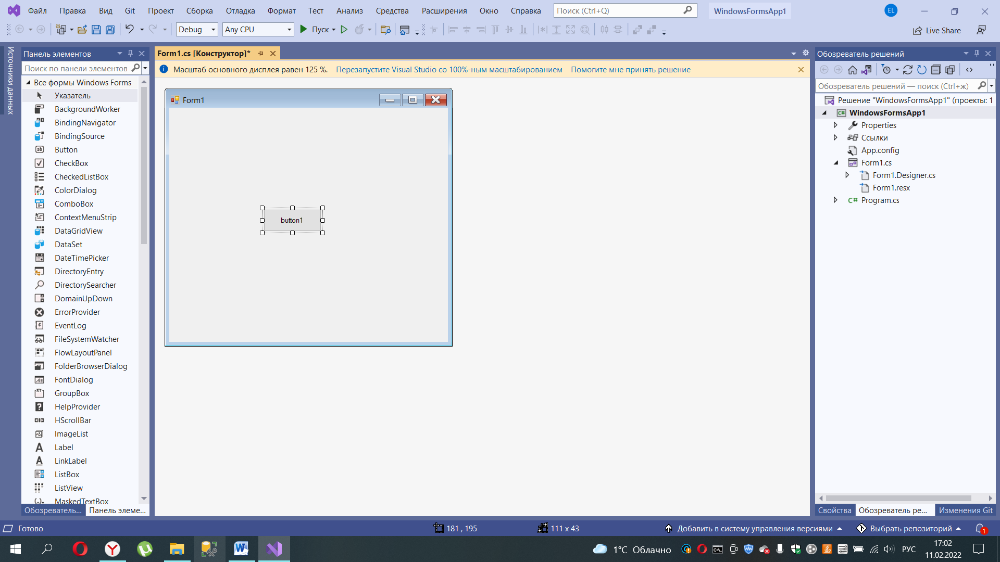 Файл Правка Вид Git Проект Сборка Отладка Формат Тест Анализ Средства Расширения Окно Справка Поиск (Ctrl+Q) WindowsFormsApp1 EL
Debug Any CPU Пуск Live Share
Источники данных
Панель элементов
Поиск по панели элементов
Все формы Windows Forms
Указатель
BackgroundWorker
BindingNavigator
BindingSource
Button
CheckBox
CheckedListBox
ColorDialog
ComboBox
ContextMenuStrip
DataGridView
DataSet
DateTimePicker
DirectoryEntry
DirectorySearcher
DomainUpDown
ErrorProvider
EventLog
FileSystemWatcher
FlowLayoutPanel
FolderBrowserDialog
FontDialog
GroupBox
HelpProvider
HScrollBar
ImageList
Label
LinkLabel
ListBox
ListView
MaskedTextBox
Обозреватель... Панель элеме...
Form1.cs [Конструктор]*
Масштаб основного дисплея равен 125 %. Перезапустите Visual Studio со 100%-ным масштабированием Помогите мне принять решение
Form1
button1
Обозреватель решений
Обозреватель решений — поиск (Ctrl+ж)
Решение "WindowsFormsApp1" (проекты: 1
WindowsFormsApp1
Properties
Ссылки
App.config
Form1.cs
Form1.Designer.cs
Form1.resx
Program.cs
Свойства Обозреватель ре... Изменения Git
Готово 181 , 195 111 x 43 Добавить в систему управления версиями Выбрать репозиторий 1
1°C Облачно РУС 17:02
11.02.2022